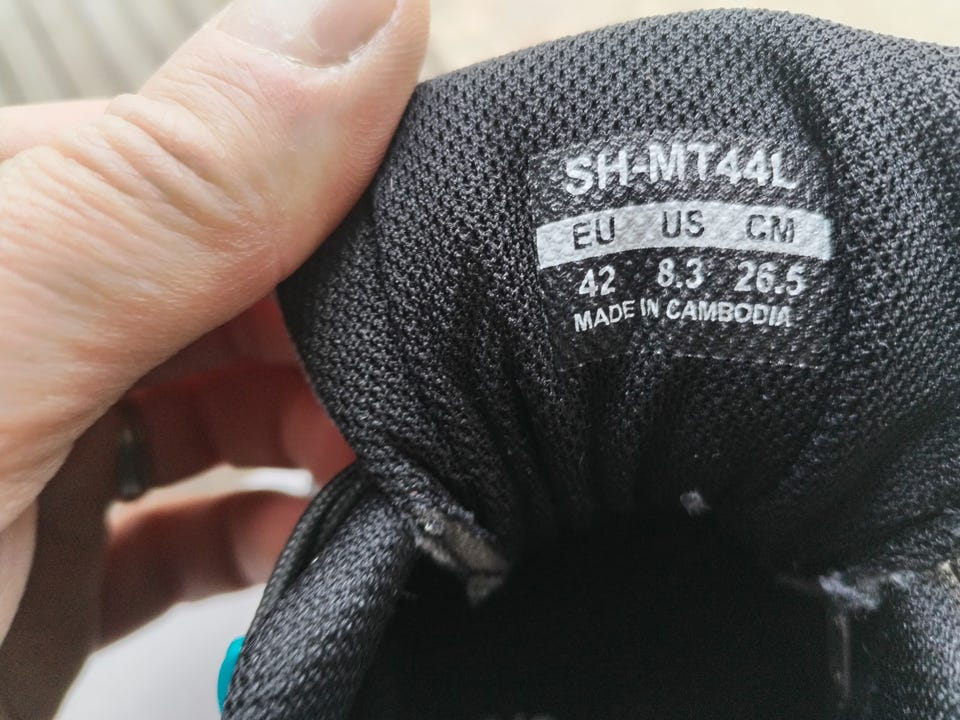 SH-MT44L
EU US CM
42 8.3 26.5
MADE IN CAMBODIA